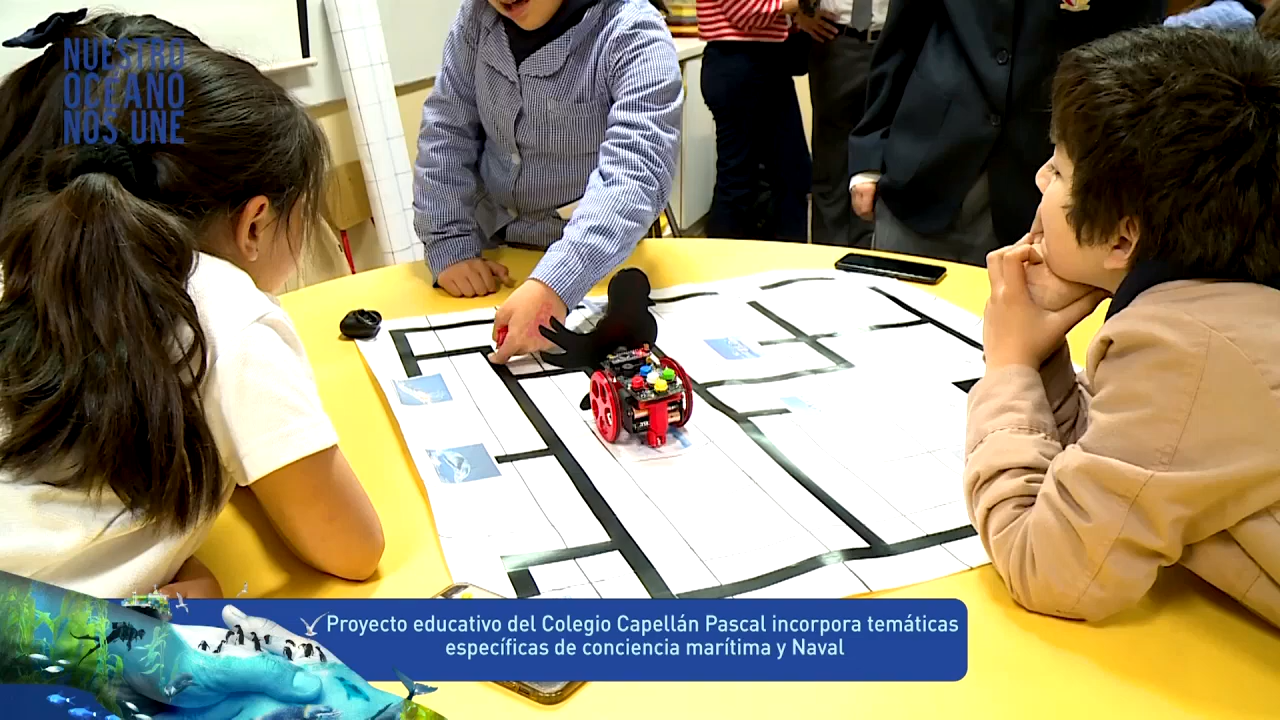 NUESTRO
OCÉANO
NOS UNE
Proyecto educativo del Colegio Capellán Pascal incorpora temáticas
específicas de conciencia marítima y Naval